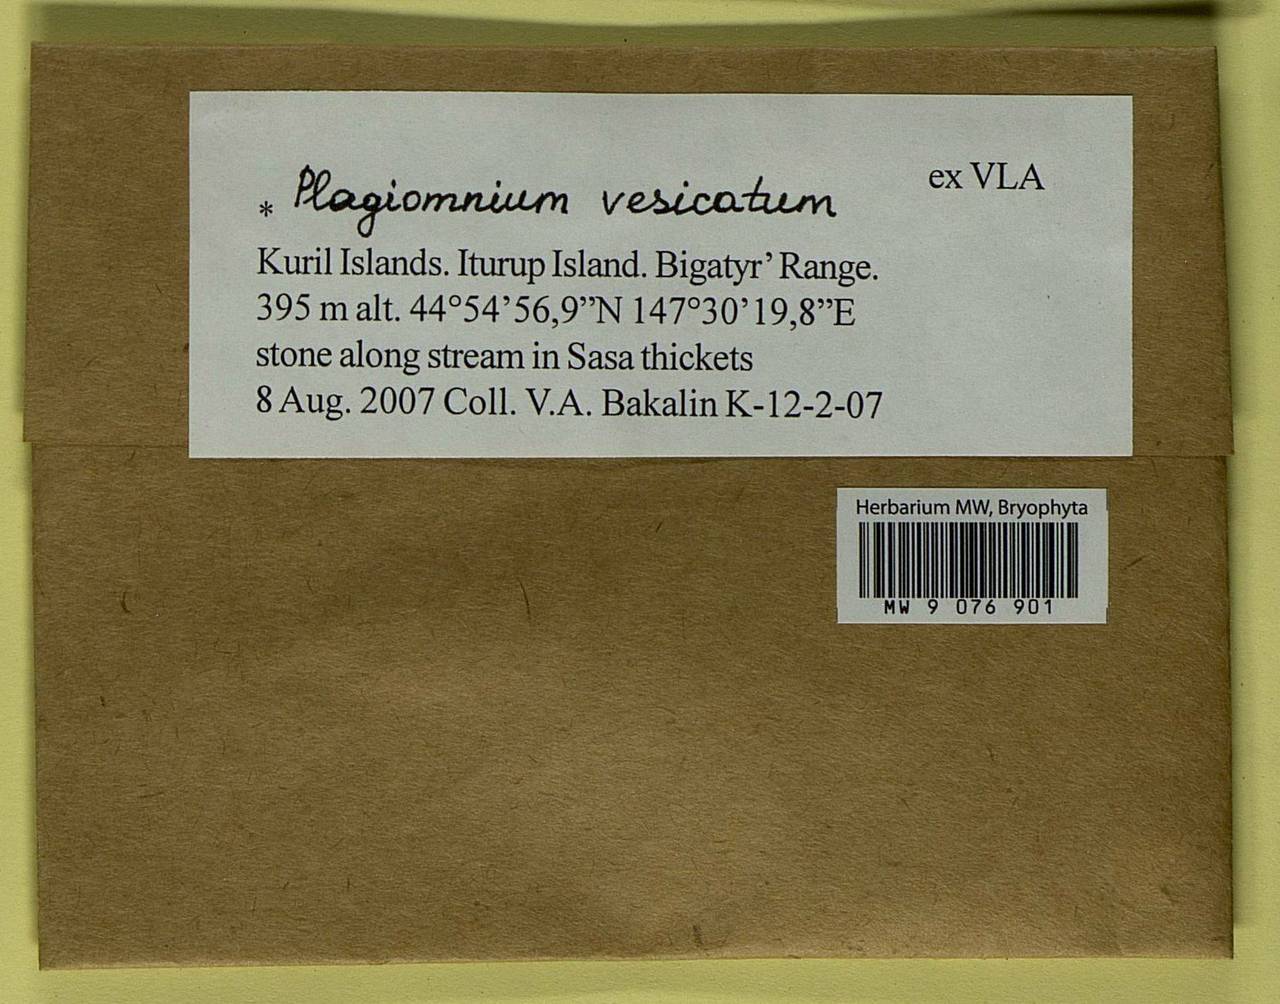 * Plagiomnium vesicatum
ex VLA
Kuril Islands. Iturup Island. Bigatyr’ Range.
395 m alt. 44°54’56,9”N 147°30’19,8”E
stone along stream in Sasa thickets
8 Aug. 2007 Coll. V.A. Bakalin K-12-2-07
Herbarium MW, Bryophyta
MW 9 076 901